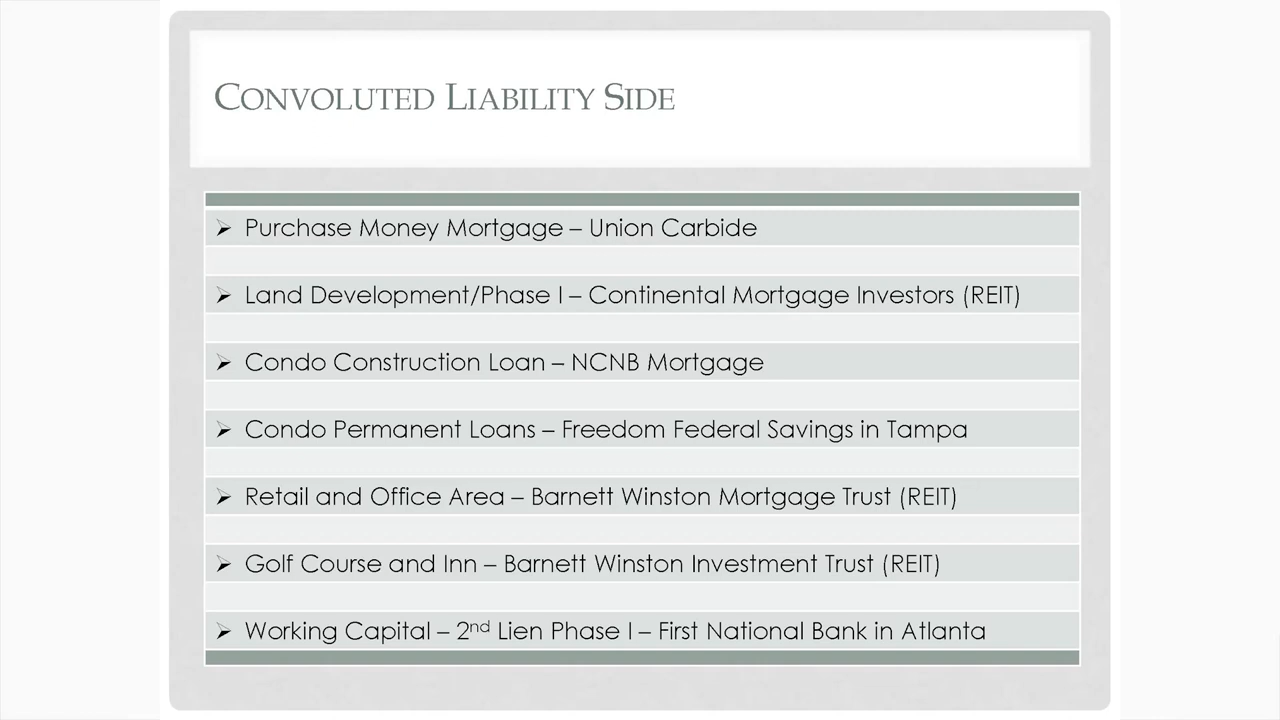 CONVOLUTED LIABILITY SIDE
➢ Purchase Money Mortgage – Union Carbide
➢ Land Development/Phase I – Continental Mortgage Investors (REIT)
➢ Condo Construction Loan – NCNB Mortgage
➢ Condo Permanent Loans – Freedom Federal Savings in Tampa
➢ Retail and Office Area – Barnett Winston Mortgage Trust (REIT)
➢ Golf Course and Inn – Barnett Winston Investment Trust (REIT)
➢ Working Capital – 2nd Lien Phase I – First National Bank in Atlanta